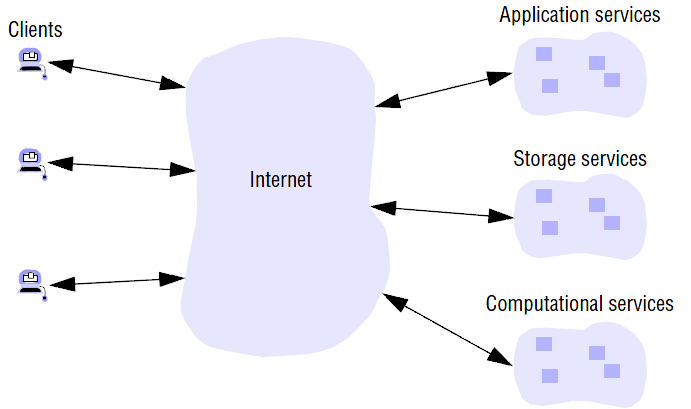 Application services
Clients
Storage services
Internet
Computational services